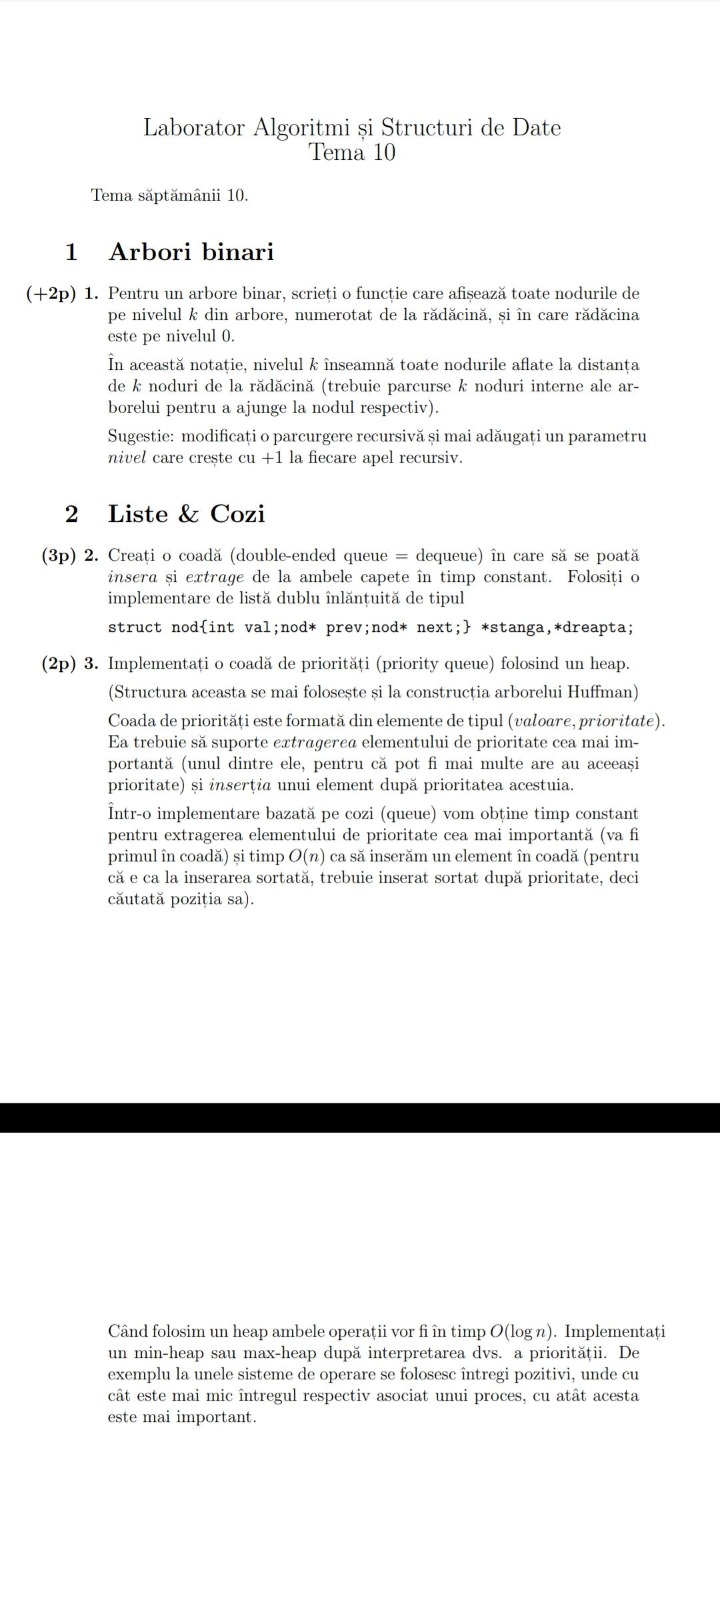 Laborator Algoritmi și Structuri de Date
Tema 10
Tema săptămânii 10.
1 Arbori binari
(+2p) 1. Pentru un arbore binar, scrieți o funcție care afișează toate nodurile de
pe nivelul k din arbore, numerotat de la rădăcină, și în care rădăcina
este pe nivelul 0.
În această notație, nivelul k înseamnă toate nodurile aflate la distanța
de k noduri de la rădăcină (trebuie parcurse k noduri interne ale ar-
borelui pentru a ajunge la nodul respectiv).
Sugestie: modificați o parcurgere recursivă și mai adăugați un parametru
nivel care crește cu +1 la fiecare apel recursiv.
2 Liste & Cozi
(3p) 2. Creați o coadă (double-ended queue = dequeue) în care să se poată
insera și extrage de la ambele capete în timp constant. Folosiți o
implementare de listă dublu înlănțuită de tipul
struct nod{int val;nod* prev;nod* next;} *stanga,*dreapta;
(2p) 3. Implementați o coadă de priorități (priority queue) folosind un heap.
(Structura aceasta se mai folosește și la construcția arborelui Huffman)
Coada de priorități este formată din elemente de tipul (valoare, prioritate).
Ea trebuie să suporte extragerea elementului de prioritate cea mai im-
portantă (unul dintre ele, pentru că pot fi mai multe are au aceeași
prioritate) și inserția unui element după prioritatea acestuia.
Într-o implementare bazată pe cozi (queue) vom obține timp constant
pentru extragerea elementului de prioritate cea mai importantă (va fi
primul în coadă) și timp O(n) ca să inserăm un element în coadă (pentru
că e ca la inserarea sortată, trebuie inserat sortat după prioritate, deci
căutată poziția sa).
Când folosim un heap ambele operații vor fi în timp O(log n). Implementați
un min-heap sau max-heap după interpretarea dvs. a priorității. De
exemplu la unele sisteme de operare se folosesc întregi pozitivi, unde cu
cât este mai mic întregul respectiv asociat unui proces, cu atât acesta
este mai important.